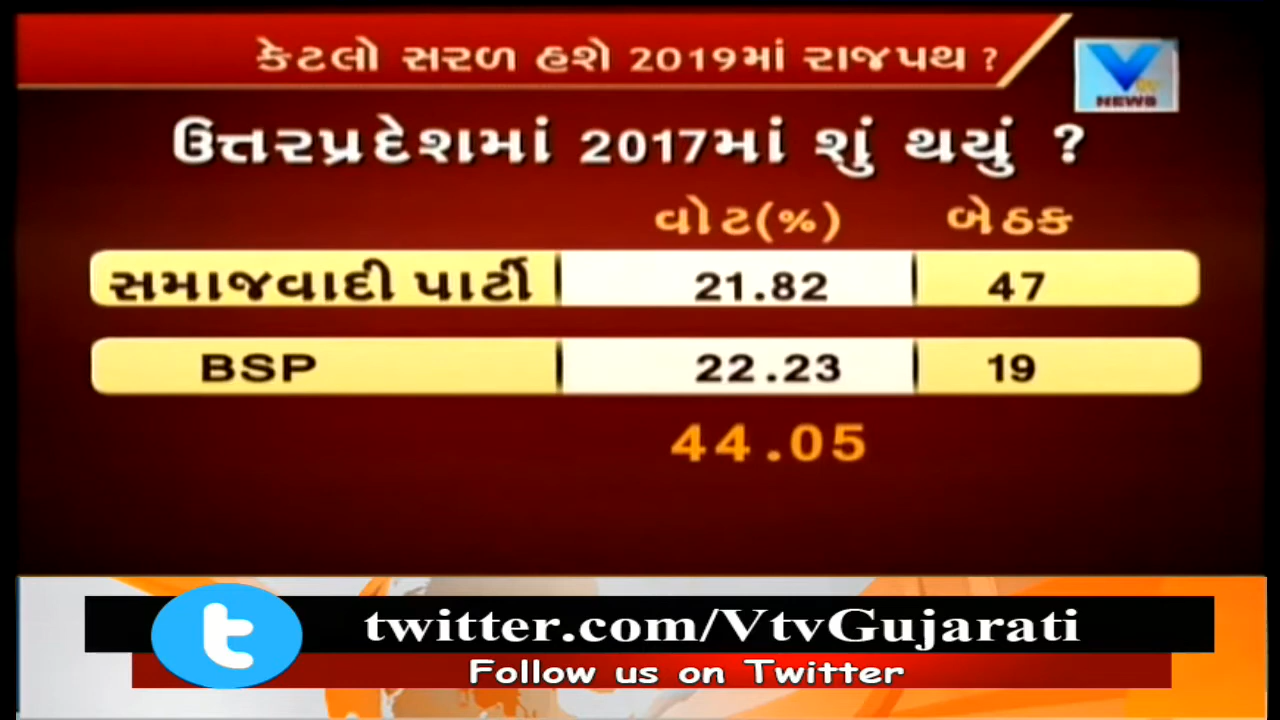 કેટલો સરળ હશે 2019માં રાજપથ ?
NEWS
ઉત્તરપ્રદેશમાં 2017માં શું થયું ?
વોટ(%) બેઠક
સમાજવાદી પાર્ટી 21.82 47
BSP 22.23 19
44.05
twitter.com/VtvGujarati
Follow us on Twitter